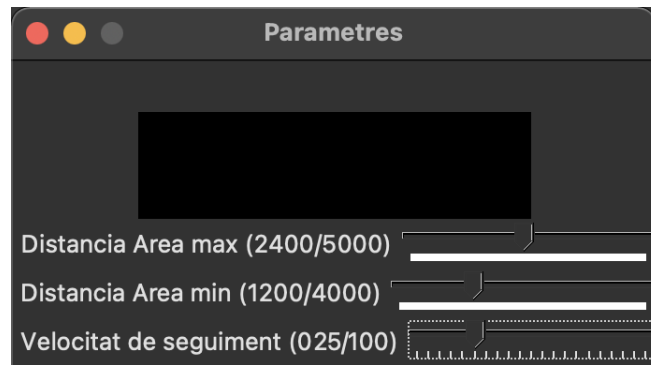 Parametres
Distancia Area max (2400/5000)
Distancia Area min (1200/4000)
Velocitat de seguiment (025/100)